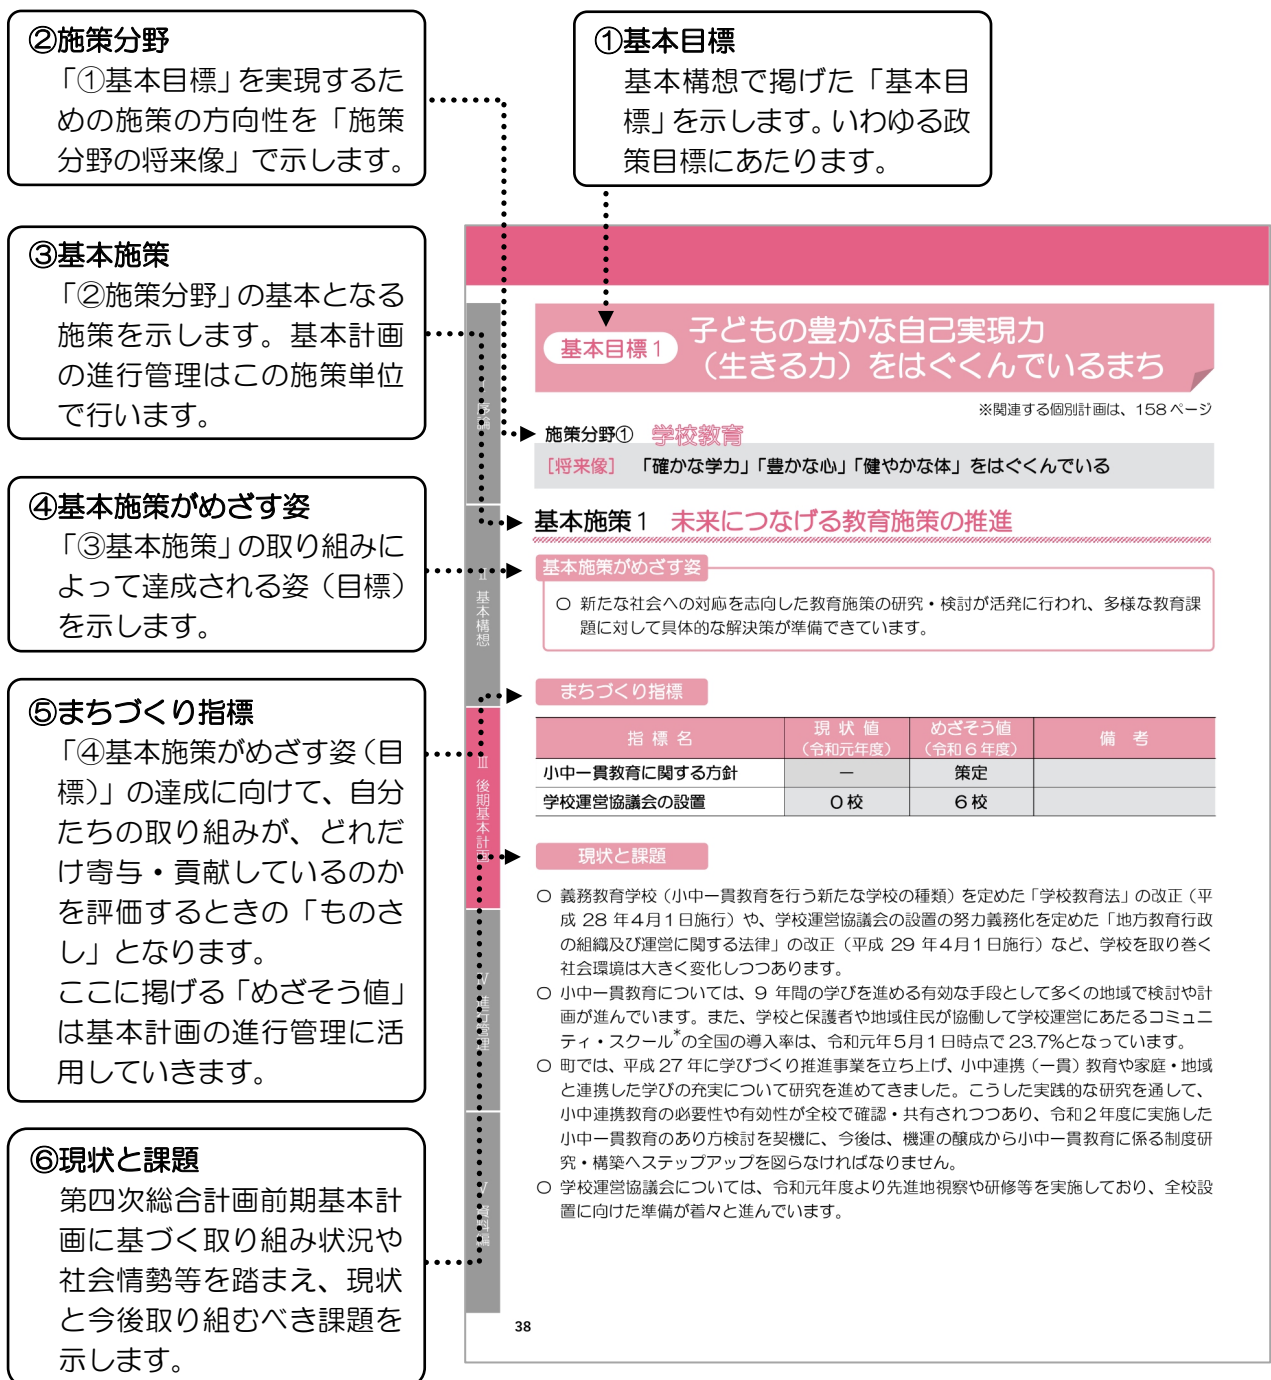 ②施策分野
「①基本目標」を実現するた
めの施策の方向性を「施策
分野の将来像」で示します。
①基本目標
基本構想で掲げた「基本目
標」を示します。いわゆる政
策目標にあたります。
③基本施策
「②施策分野」の基本となる
施策を示します。基本計画
の進行管理はこの施策単位
で行います。
④基本施策がめざす姿
「③基本施策」の取り組みに
よって達成される姿（目標）
を示します。
⑤まちづくり指標
「④基本施策がめざす姿（目
標）」の達成に向けて、自分
たちの取り組みが、どれだ
け寄与・貢献しているのか
を評価するときの「ものさ
し」となります。
ここに掲げる「めざそう値」
は基本計画の進行管理に活
用していきます。
⑥現状と課題
第四次総合計画前期基本計
画に基づく取り組み状況や
社会情勢等を踏まえ、現状
と今後取り組むべき課題を
示します。
序論
Ⅱ 基本構想
Ⅲ 後期基本計画
Ⅳ 進行管理
Ⅴ 資料編
基本目標1
子どもの豊かな自己実現力
（生きる力）をはぐくんでいるまち
※関連する個別計画は、158ページ
施策分野① 学校教育
［将来像］ 「確かな学力」「豊かな心」「健やかな体」をはぐくんでいる
基本施策1 未来につなげる教育施策の推進
基本施策がめざす姿
○ 新たな社会への対応を志向した教育施策の研究・検討が活発に行われ、多様な教育課
題に対して具体的な解決策が準備できています。
まちづくり指標
指標名 現状値（令和元年度） めざそう値（令和6年度） 備考
小中一貫教育に関する方針 － 策定
学校運営協議会の設置 0校 6校
現状と課題
○ 義務教育学校（小中一貫教育を行う新たな学校の種類）を定めた「学校教育法」の改正（平
成 28 年4月1日施行）や、学校運営協議会の設置の努力義務化を定めた「地方教育行政
の組織及び運営に関する法律」の改正（平成 29 年4月1日施行）など、学校を取り巻く
社会環境は大きく変化しつつあります。
○ 小中一貫教育については、9 年間の学びを進める有効な手段として多くの地域で検討や計
画が進んでいます。また、学校と保護者や地域住民が協働して学校運営にあたるコミュニ
ティ・スクール*の全国の導入率は、令和元年5月1日時点で 23.7%となっています。
○ 町では、平成 27 年に学びづくり推進事業を立ち上げ、小中連携（一貫）教育や家庭・地域
と連携した学びの充実について研究を進めてきました。こうした実践的な研究を通して、
小中連携教育の必要性や有効性が全校で確認・共有されつつあり、令和2年度に実施した
小中一貫教育のあり方検討を契機に、今後は、機運の醸成から小中一貫教育に係る制度研
究・構築へステップアップを図らなければなりません。
○ 学校運営協議会については、令和元年度より先進地視察や研修等を実施しており、全校設
置に向けた準備が着々と進んでいます。
38